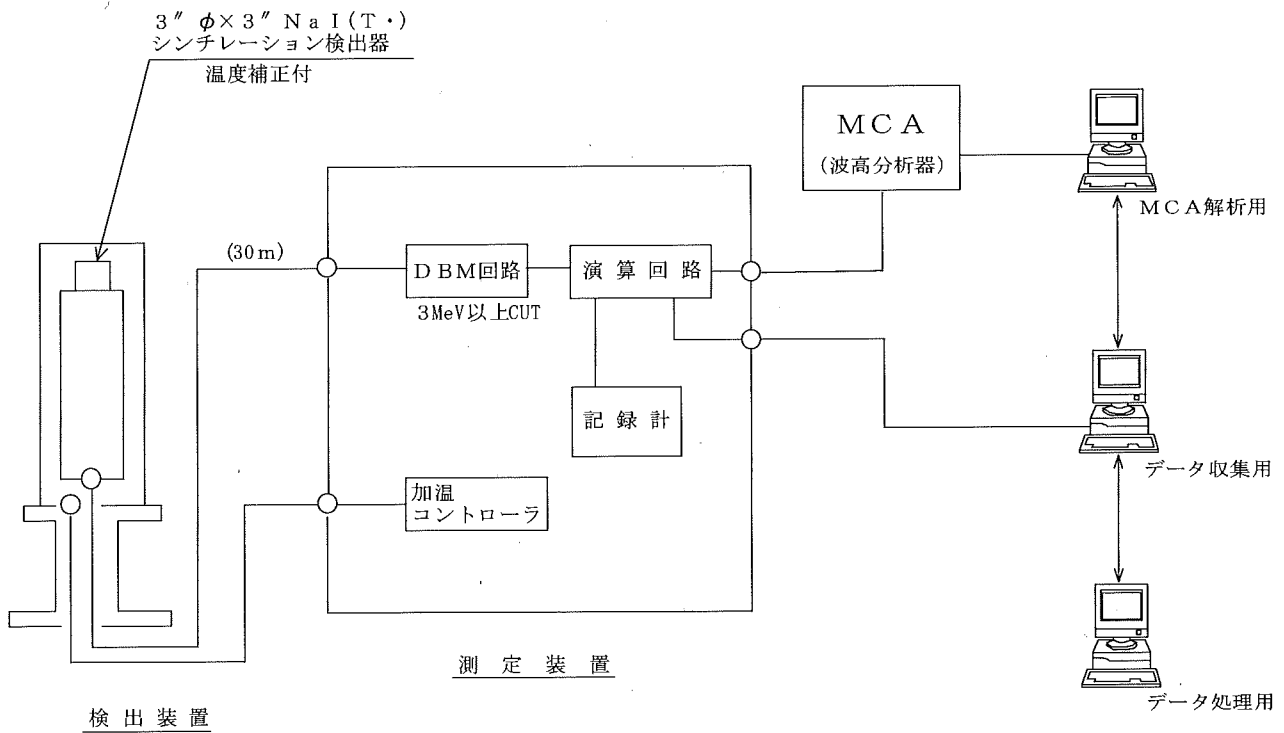 3″φ×3″NaI(T・)
シンチレーション検出器
温度補正付
(30m)
DBM回路
3MeV以上CUT
演算回路
記録計
加温
コントローラ
測定装置
検出装置
MCA
(波高分析器)
MCA解析用
データ収集用
データ処理用